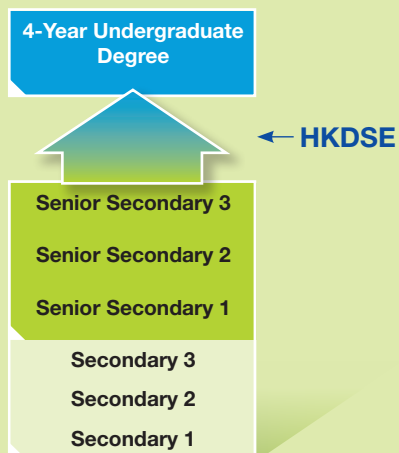 4-Year Undergraduate
Degree
HKDSE
Senior Secondary 3
Senior Secondary 2
Senior Secondary 1
Secondary 3
Secondary 2
Secondary 1